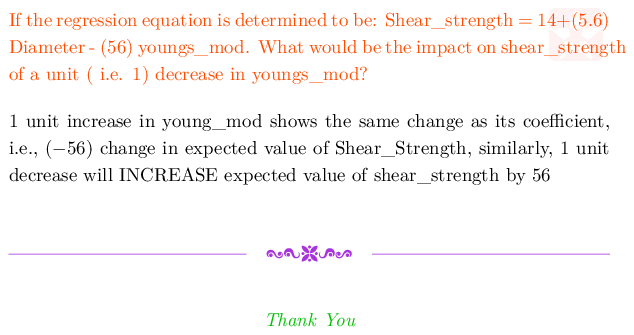 If the regression equation is determined to be: Shear_strength = 14+(5.6)
Diameter - (56) youngs_mod. What would be the impact on shear_strength
of a unit ( i.e. 1) decrease in youngs_mod?
1 unit increase in young_mod shows the same change as its coefficient,
i.e., (−56) change in expected value of Shear_Strength, similarly, 1 unit
decrease will INCREASE expected value of shear_strength by 56
Thank You